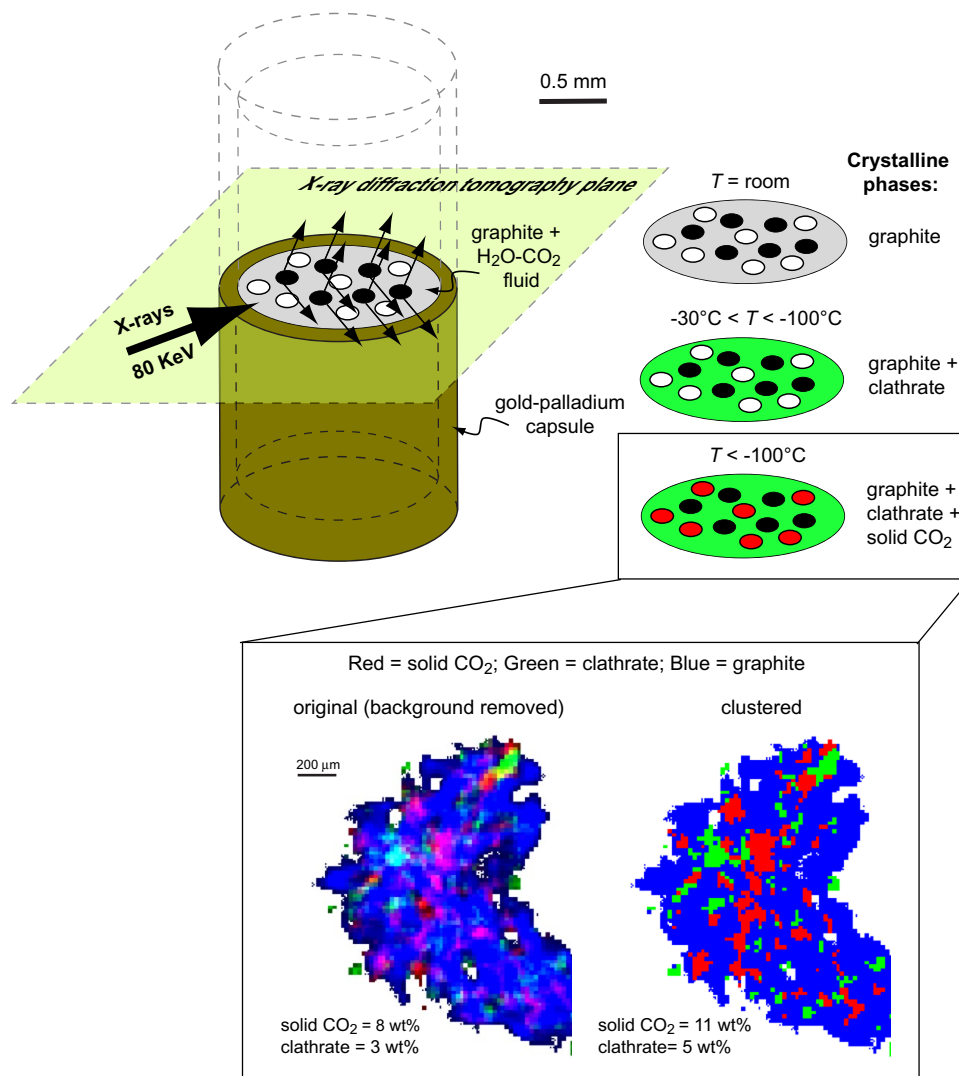 0.5 mm
X-ray diffraction tomography plane
graphite +
H2O-CO2
fluid
X-rays
80 KeV
gold-palladium
capsule
Crystalline
phases:
T = room
graphite
-30°C < T < -100°C
graphite +
clathrate
T < -100°C
graphite +
clathrate +
solid CO2
Red = solid CO2; Green = clathrate; Blue = graphite
original (background removed)
clustered
200 µm
solid CO2 = 8 wt%
clathrate = 3 wt%
solid CO2 = 11 wt%
clathrate= 5 wt%